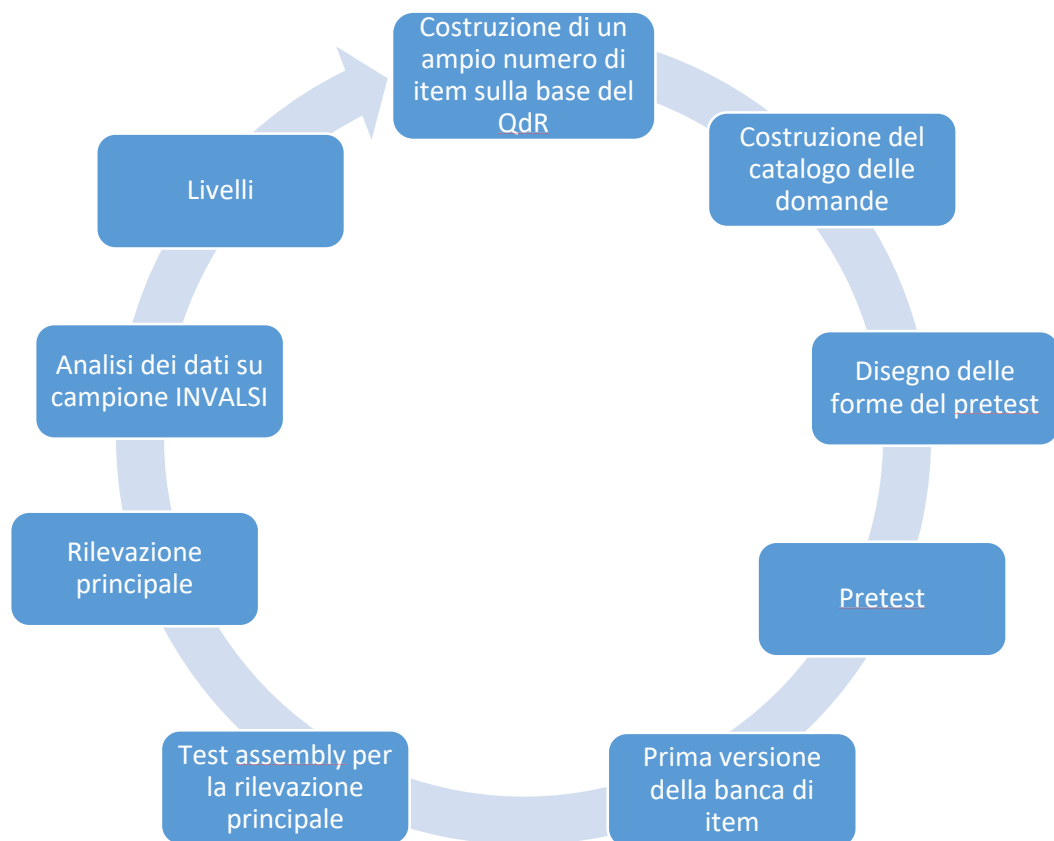 Costruzione di un
ampio numero di
item sulla base del
QdR
Costruzione del
catalogo delle
domande
Disegno delle
forme del pretest
Pretest
Prima versione
della banca di
item
Test assembly per
la rilevazione
principale
Rilevazione
principale
Analisi dei dati su
campione INVALSI
Livelli